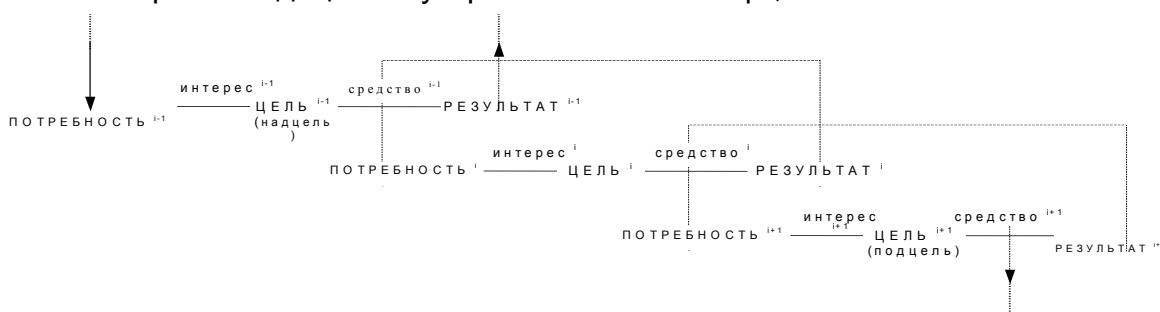 интерес i-1
средство i-1
ПОТРЕБНОСТЬ i-1
ЦЕЛЬ i-1
РЕЗУЛЬТАТ i-1
(надцель
)
интерес i
средство i
ПОТРЕБНОСТЬ i
ЦЕЛЬ i
РЕЗУЛЬТАТ i
интерес
i+1
средство i+1
ПОТРЕБНОСТЬ i+1
ЦЕЛЬ i+1
(подцель)
РЕЗУЛЬТАТ i+